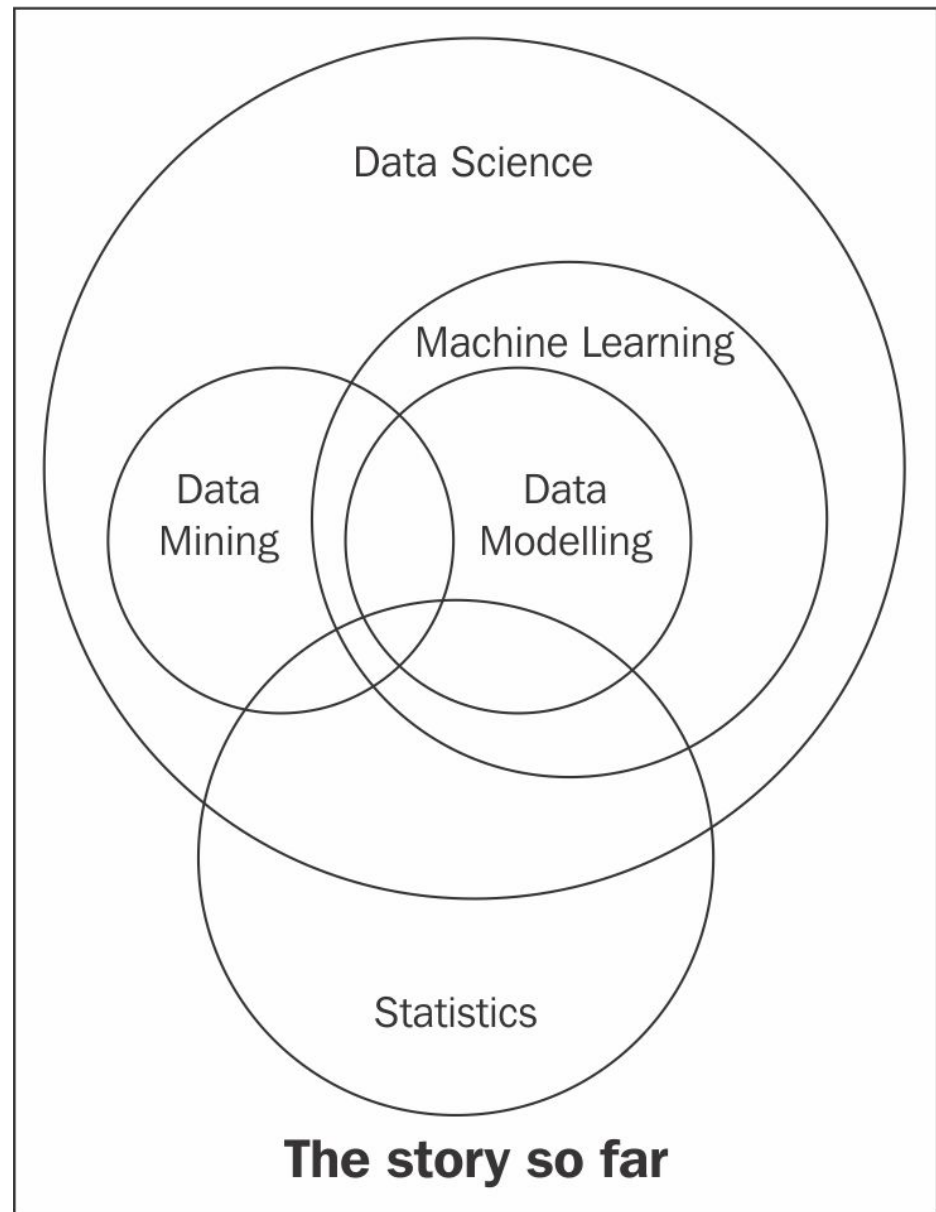 Data Science
Machine Learning
Data
Mining
Data
Modelling
Statistics
The story so far